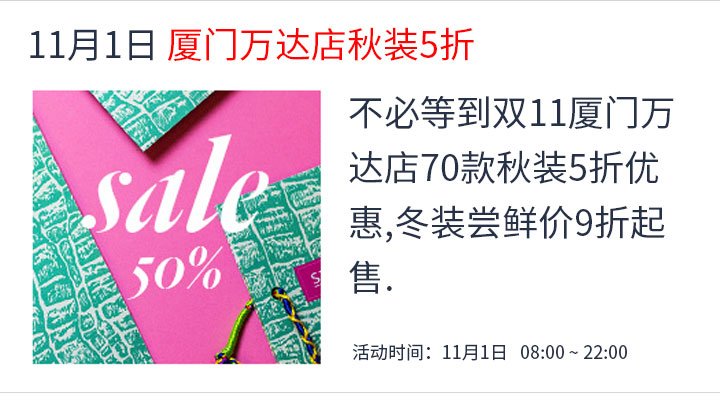 11月1日 厦门万达店秋装5折
sale
50%
不必等到双11厦门万
达店70款秋装5折优
惠,冬装尝鲜价9折起
售.
活动时间：11月1日 08:00 ~ 22:00